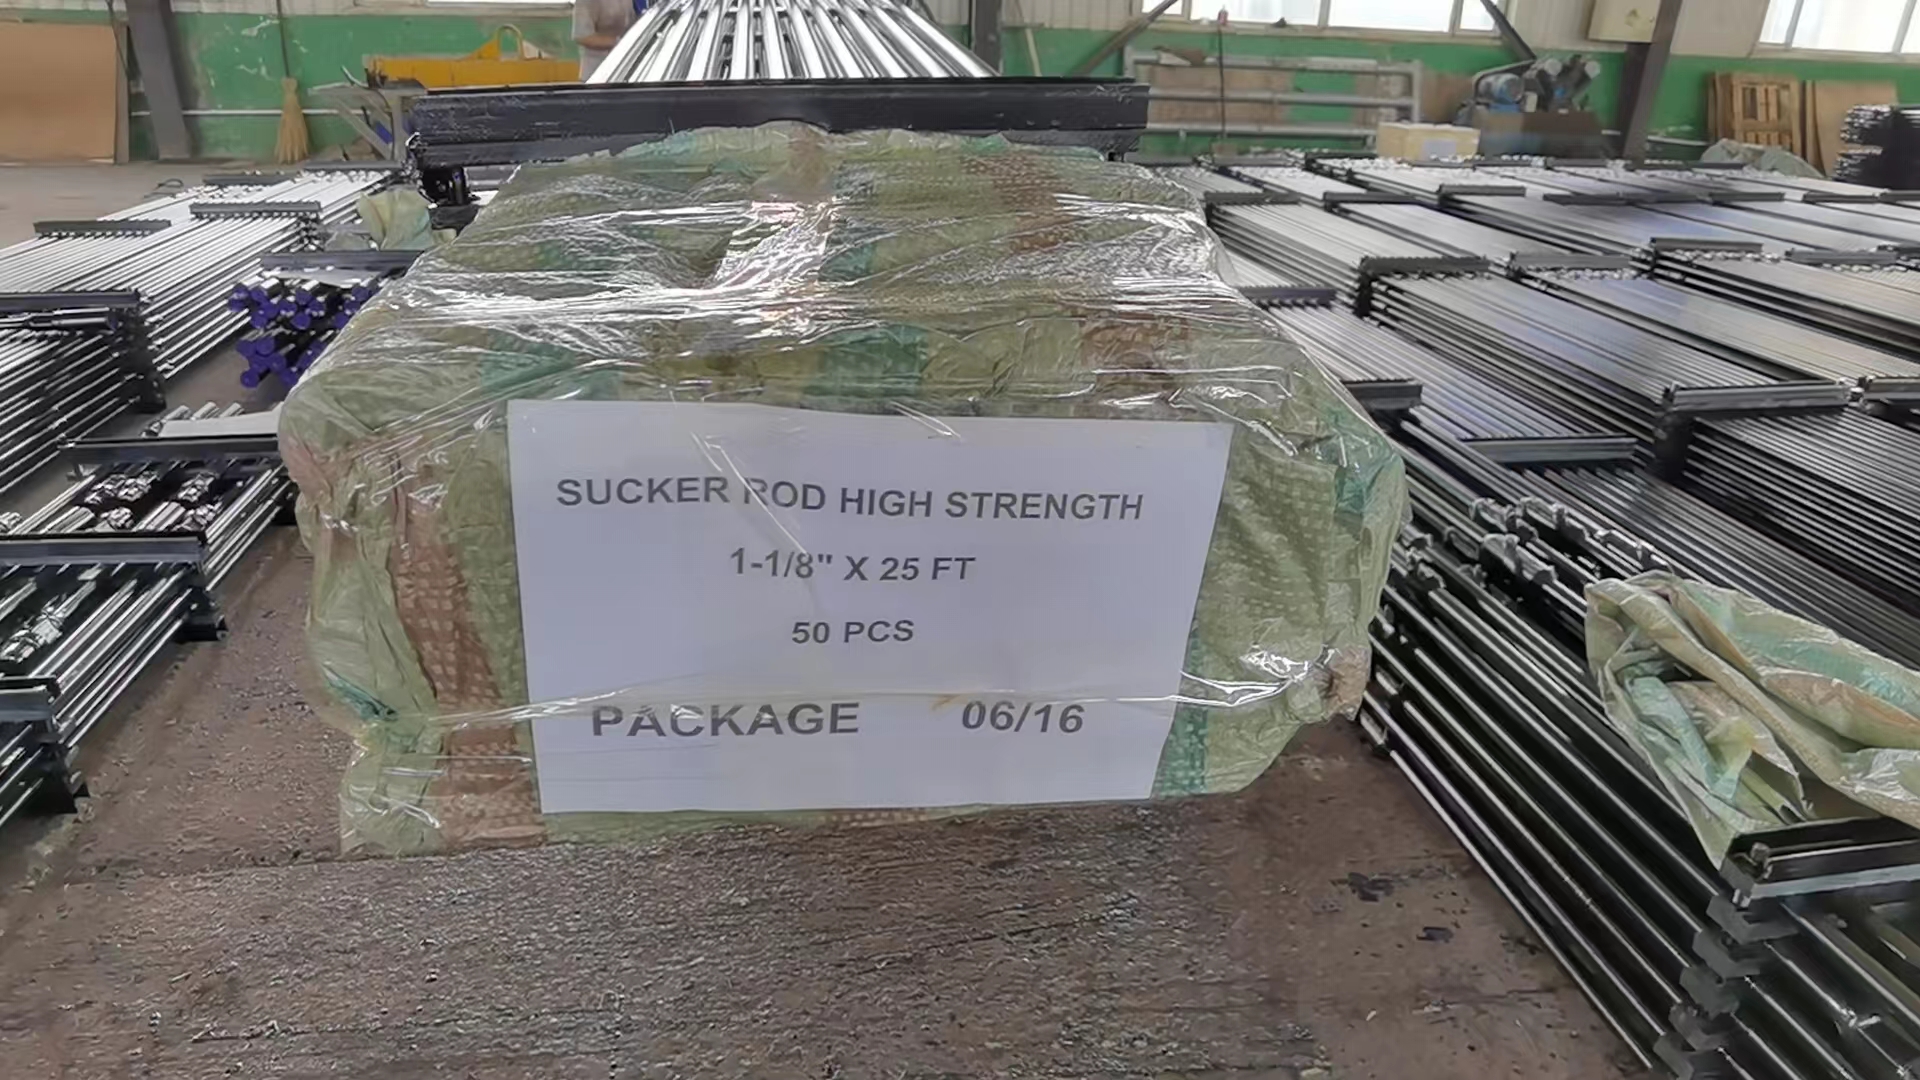 SUCKER ROD HIGH STRENGTH
1-1/8" X 25 FT
50 PCS
PACKAGE 06/16